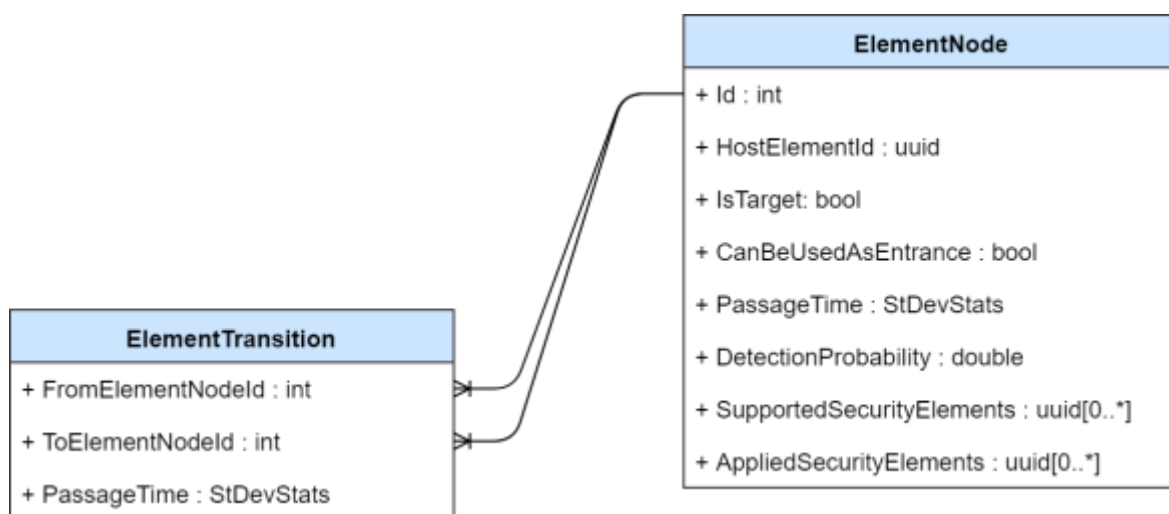 ElementNode
+ Id : int
+ HostElementId : uuid
+ IsTarget: bool
+ CanBeUsedAsEntrance : bool
+ PassageTime : StDevStats
+ DetectionProbability : double
+ SupportedSecurityElements : uuid[0..*]
+ AppliedSecurityElements : uuid[0..*]
ElementTransition
+ FromElementNodeId : int
+ ToElementNodeId : int
+ PassageTime : StDevStats